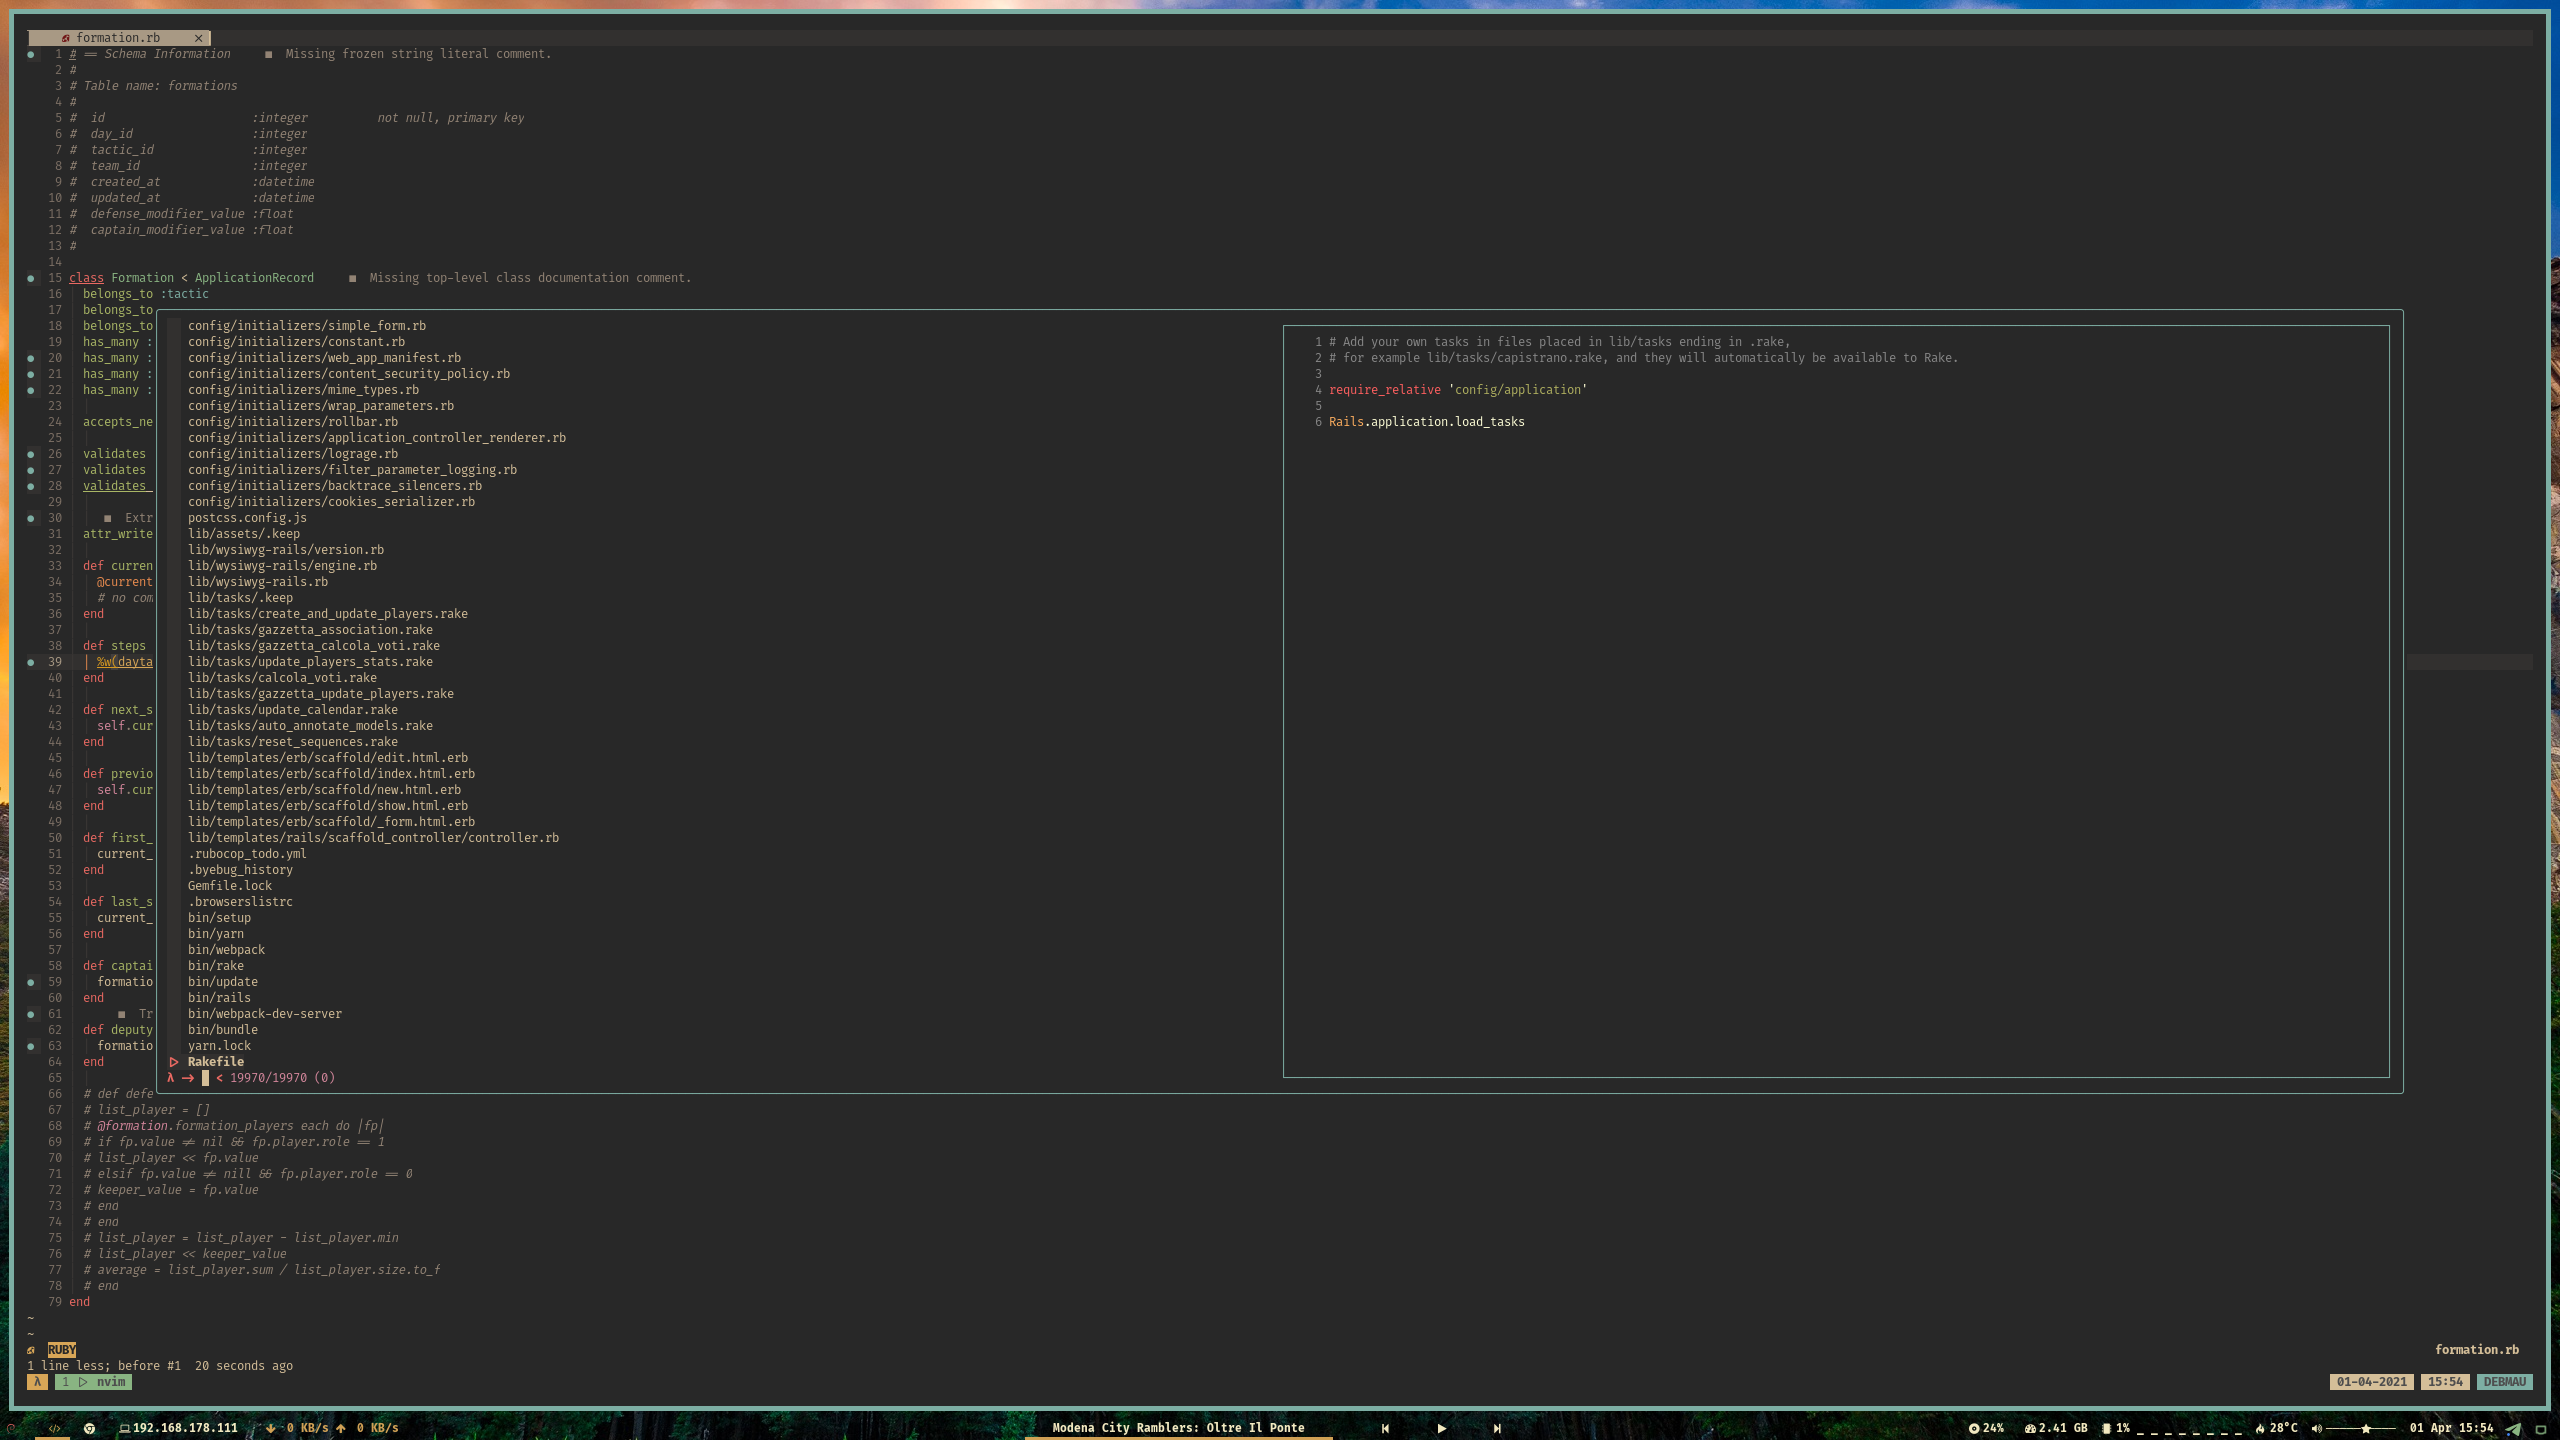 formation.rb ✕
1 # == Schema Information ■ Missing frozen string literal comment.
2 #
3 # Table name: formations
4 #
5 # id :integer not null, primary key
6 # day_id :integer
7 # tactic_id :integer
8 # team_id :integer
9 # created_at :datetime
10 # updated_at :datetime
11 # defense_modifier_value :float
12 # captain_modifier_value :float
13 #
14
15 class Formation < ApplicationRecord ■ Missing top-level class documentation comment.
16 belongs_to :tactic
17 belongs_to
18 belongs_to
19 has_many :
20 has_many :
21 has_many :
22 has_many :
23
24 accepts_ne
25
26 validates
27 validates
28 validates_
29
30 ■ Extr
31 attr_write
32
33 def curren
34 @current
35 # no com
36 end
37
38 def steps
39 %w(dayta
40 end
41
42 def next_s
43 self.cur
44 end
45
46 def previo
47 self.cur
48 end
49
50 def first_
51 current_
52 end
53
54 def last_s
55 current_
56 end
57
58 def captai
59 formatio
60 end
61 ■ Tr
62 def deputy
63 formatio
64 end
65
66 # def defe
67 # list_player = []
68 # @formation.formation_players each do |fp|
69 # if fp.value != nil && fp.player.role == 1
70 # list_player << fp.value
71 # elsif fp.value != nill && fp.player.role == 0
72 # keeper_value = fp.value
73 # end
74 # end
75 # list_player = list_player - list_player.min
76 # list_player << keeper_value
77 # average = list_player.sum / list_player.size.to_f
78 # end
79 end
~
~
config/initializers/simple_form.rb
config/initializers/constant.rb
config/initializers/web_app_manifest.rb
config/initializers/content_security_policy.rb
config/initializers/mime_types.rb
config/initializers/wrap_parameters.rb
config/initializers/rollbar.rb
config/initializers/application_controller_renderer.rb
config/initializers/lograge.rb
config/initializers/filter_parameter_logging.rb
config/initializers/backtrace_silencers.rb
config/initializers/cookies_serializer.rb
postcss.config.js
lib/assets/.keep
lib/wysiwyg-rails/version.rb
lib/wysiwyg-rails/engine.rb
lib/wysiwyg-rails.rb
lib/tasks/.keep
lib/tasks/create_and_update_players.rake
lib/tasks/gazzetta_association.rake
lib/tasks/gazzetta_calcola_voti.rake
lib/tasks/update_players_stats.rake
lib/tasks/calcola_voti.rake
lib/tasks/gazzetta_update_players.rake
lib/tasks/update_calendar.rake
lib/tasks/auto_annotate_models.rake
lib/tasks/reset_sequences.rake
lib/templates/erb/scaffold/edit.html.erb
lib/templates/erb/scaffold/index.html.erb
lib/templates/erb/scaffold/new.html.erb
lib/templates/erb/scaffold/show.html.erb
lib/templates/erb/scaffold/_form.html.erb
lib/templates/rails/scaffold_controller/controller.rb
.rubocop_todo.yml
.byebug_history
Gemfile.lock
.browserslistrc
bin/setup
bin/yarn
bin/webpack
bin/rake
bin/update
bin/rails
bin/webpack-dev-server
bin/bundle
yarn.lock
▷ Rakefile
λ → < 19970/19970 (0)
1 # Add your own tasks in files placed in lib/tasks ending in .rake,
2 # for example lib/tasks/capistrano.rake, and they will automatically be available to Rake.
3
4 require_relative 'config/application'
5
6 Rails.application.load_tasks
RUBY formation.rb
1 line less; before #1 20 seconds ago
λ 1 ▷ nvim 01-04-2021 15:54 DEBMAU
</> 192.168.178.111 0 KB/s 0 KB/s Modena City Ramblers: Oltre Il Ponte 24% 2.41 GB 1% 28°C 01 Apr 15:54